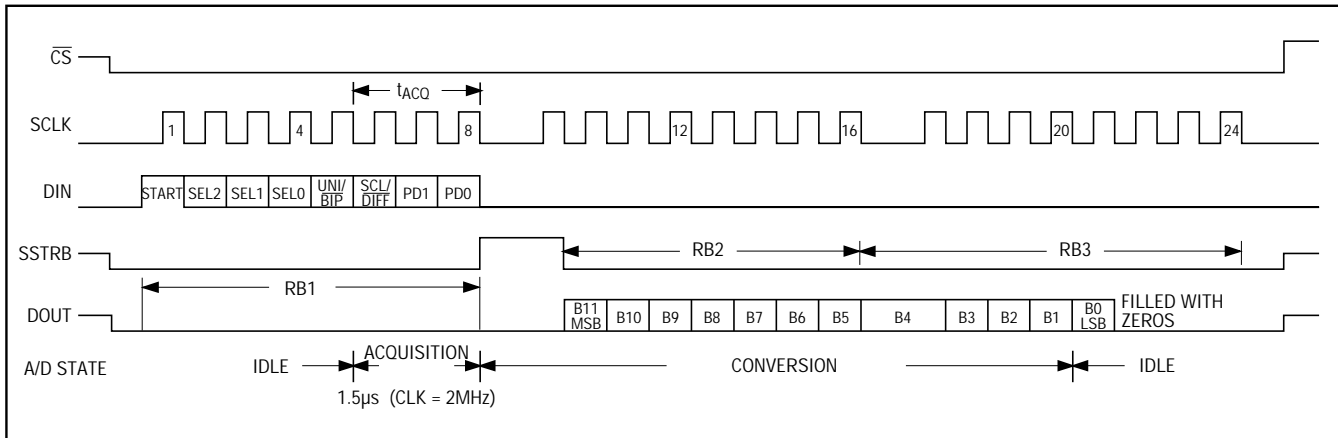 CS
tACQ
SCLK 1 4 8 12 16 20 24
DIN START SEL2 SEL1 SEL0 UNI/BIP SCL/DIFF PD1 PD0
SSTRB RB2 RB3
RB1
DOUT B11 MSB B10 B9 B8 B7 B6 B5 B4 B3 B2 B1 B0 LSB FILLED WITH ZEROS
A/D STATE IDLE ACQUISITION CONVERSION IDLE
1.5µs (CLK = 2MHz)